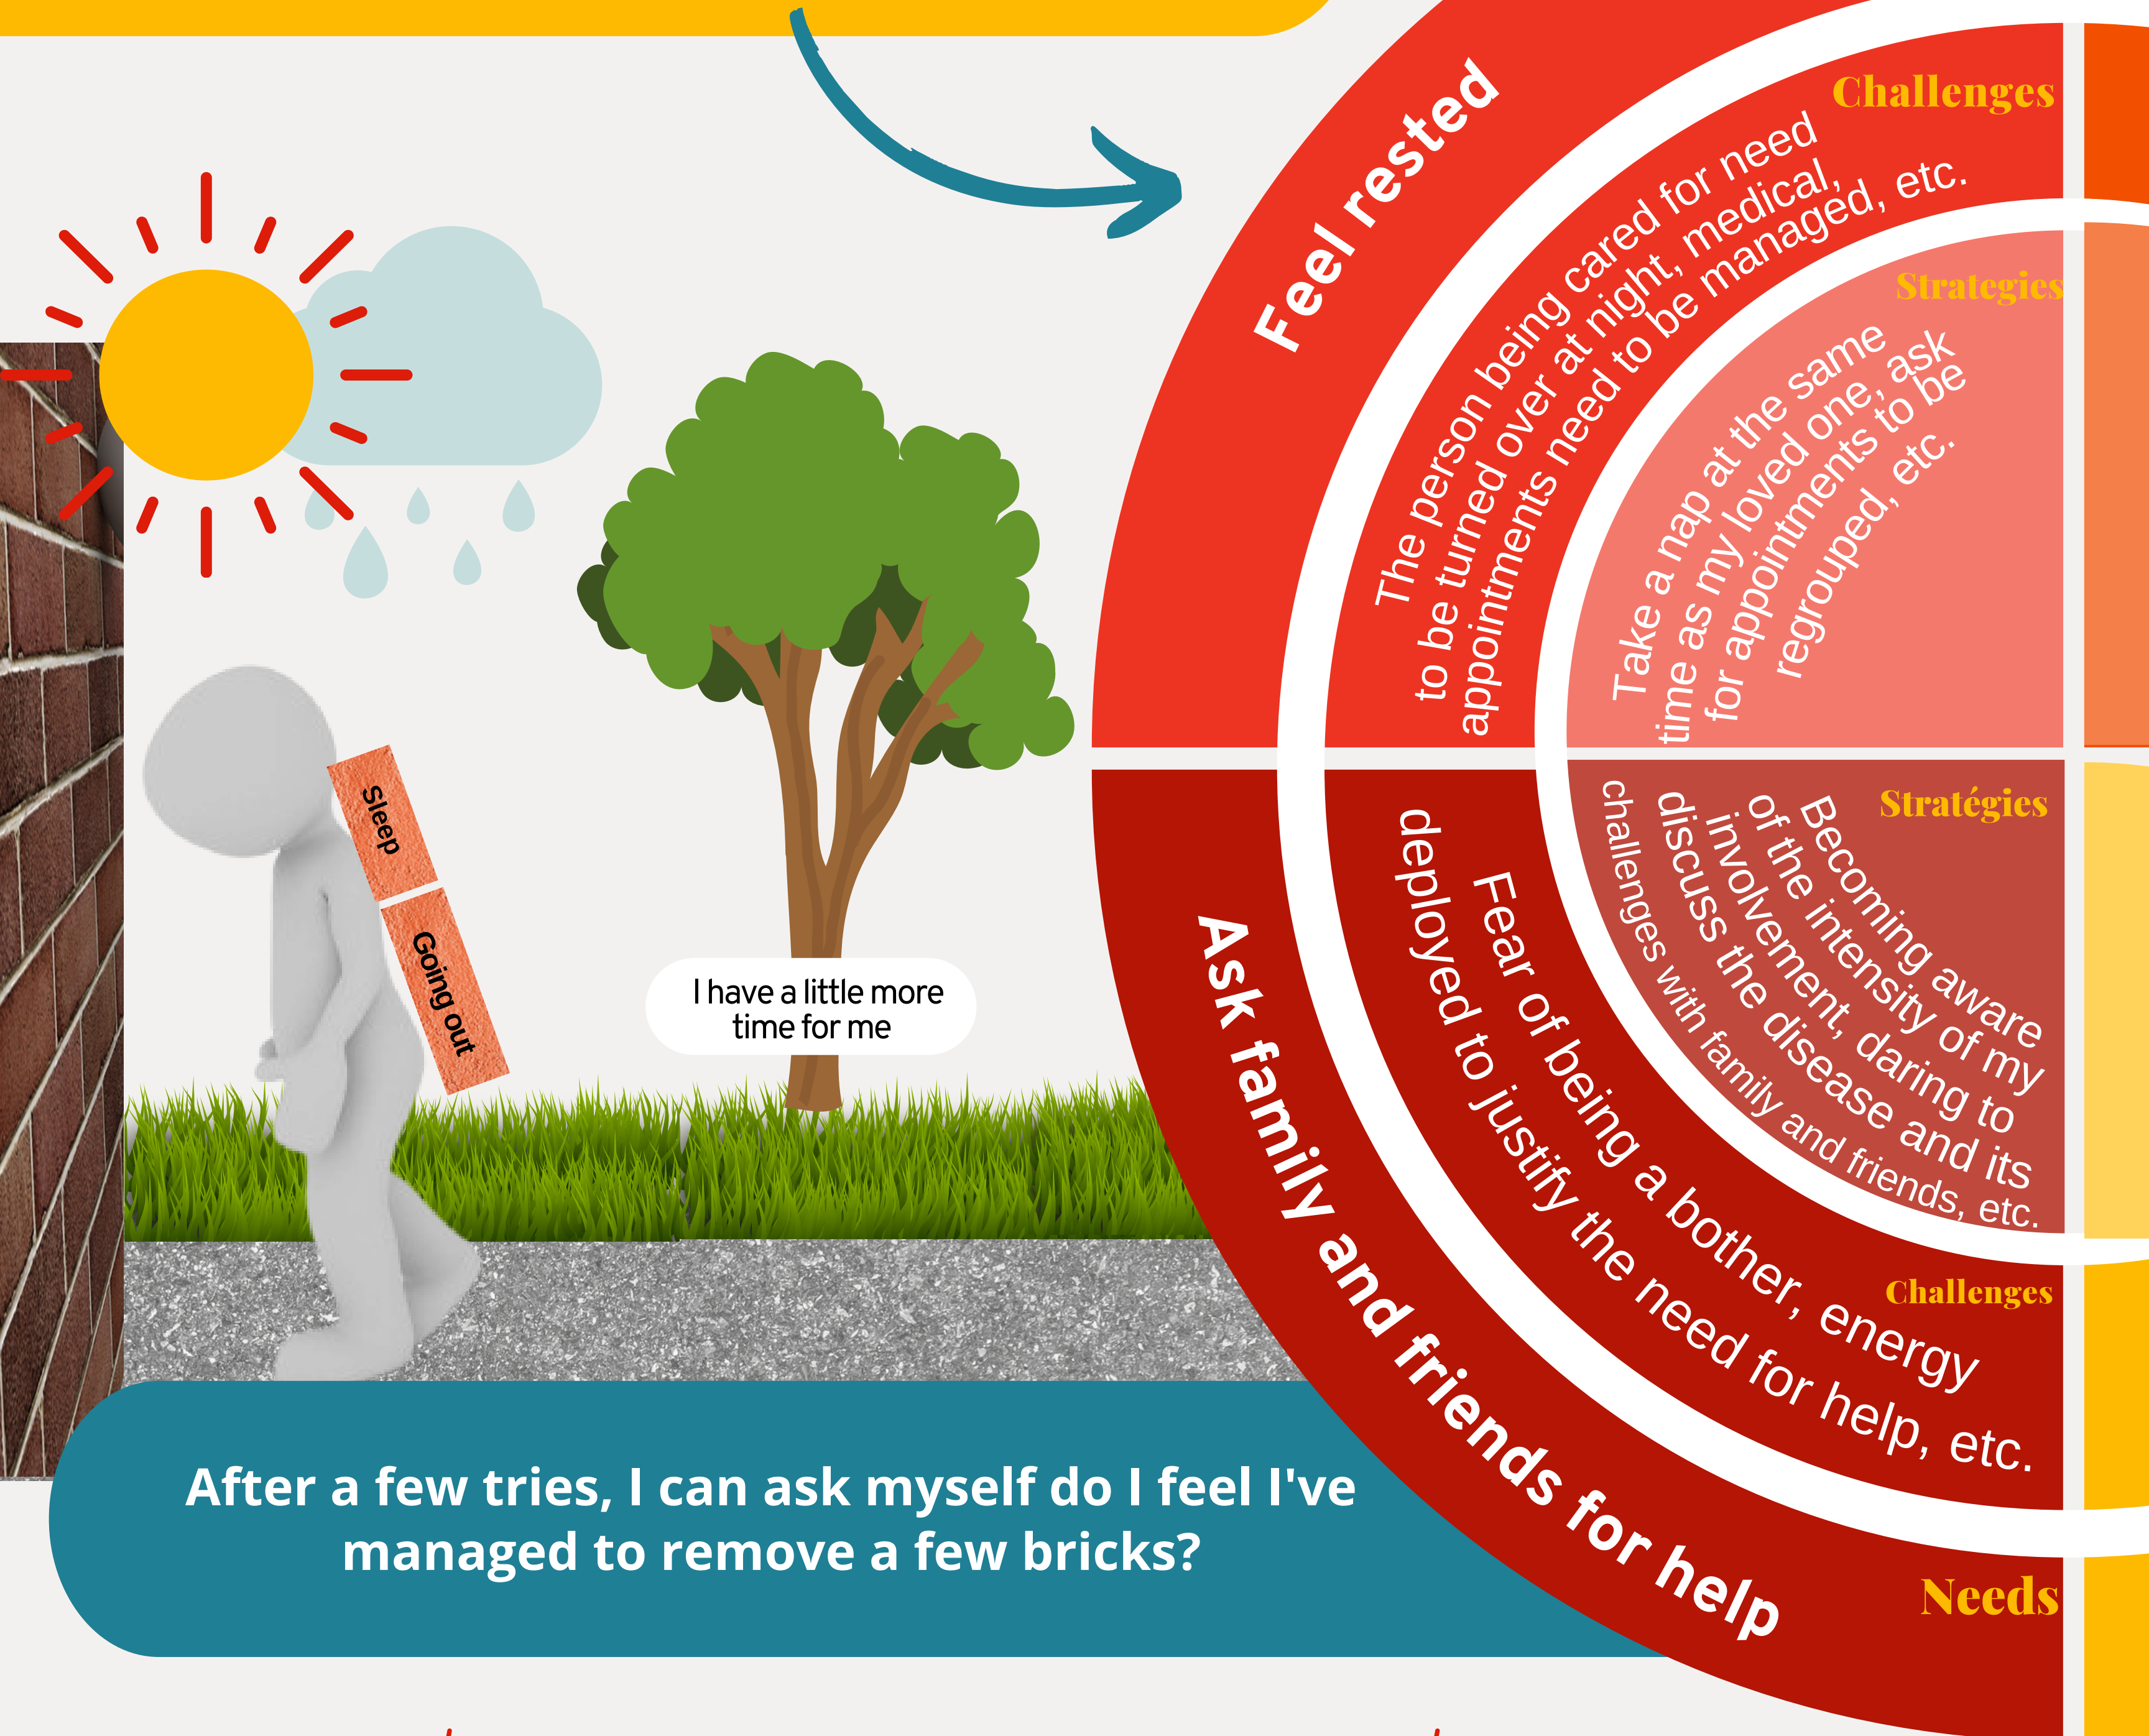 Feel rested
Challenges
The person being cared for need
to be turned over at night, medical,
appointments need to be managed, etc.
Strategies
Take a nap at the same
time as my loved one, ask
for appointments to be
regrouped, etc.
Sleep
Going out
I have a little more
time for me
Stratégies
Becoming aware
of the intensity of my
involvement, daring to
discuss the disease and its
challenges with family and friends, etc.
Challenges
Fear of being a bother, energy
deployed to justify the need for help, etc.
Needs
Ask family and friends for help
After a few tries, I can ask myself do I feel I've
managed to remove a few bricks?